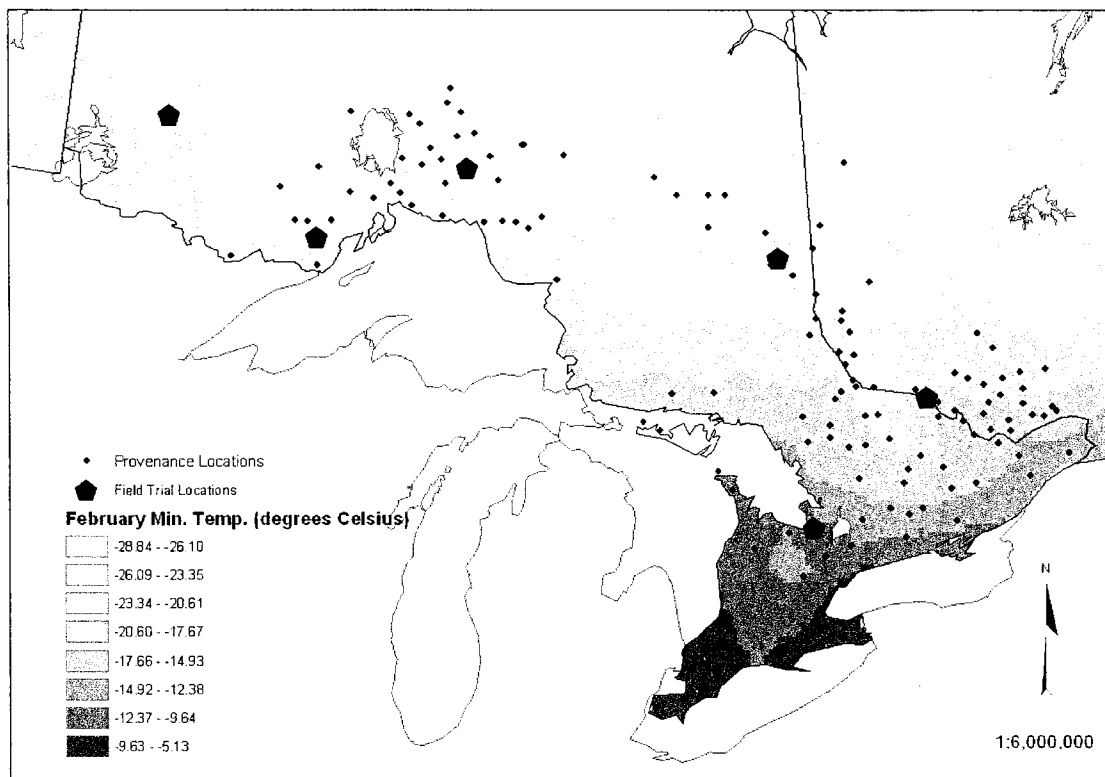 Provenance Locations
Field Trial Locations
February Min. Temp. (degrees Celsius)
-28.84 - -26.10
-26.09 - -23.35
-23.34 - -20.61
-20.60 - -17.67
-17.66 - -14.93
-14.92 - -12.38
-12.37 - -9.64
-9.63 - -5.13
N
1:6,000,000